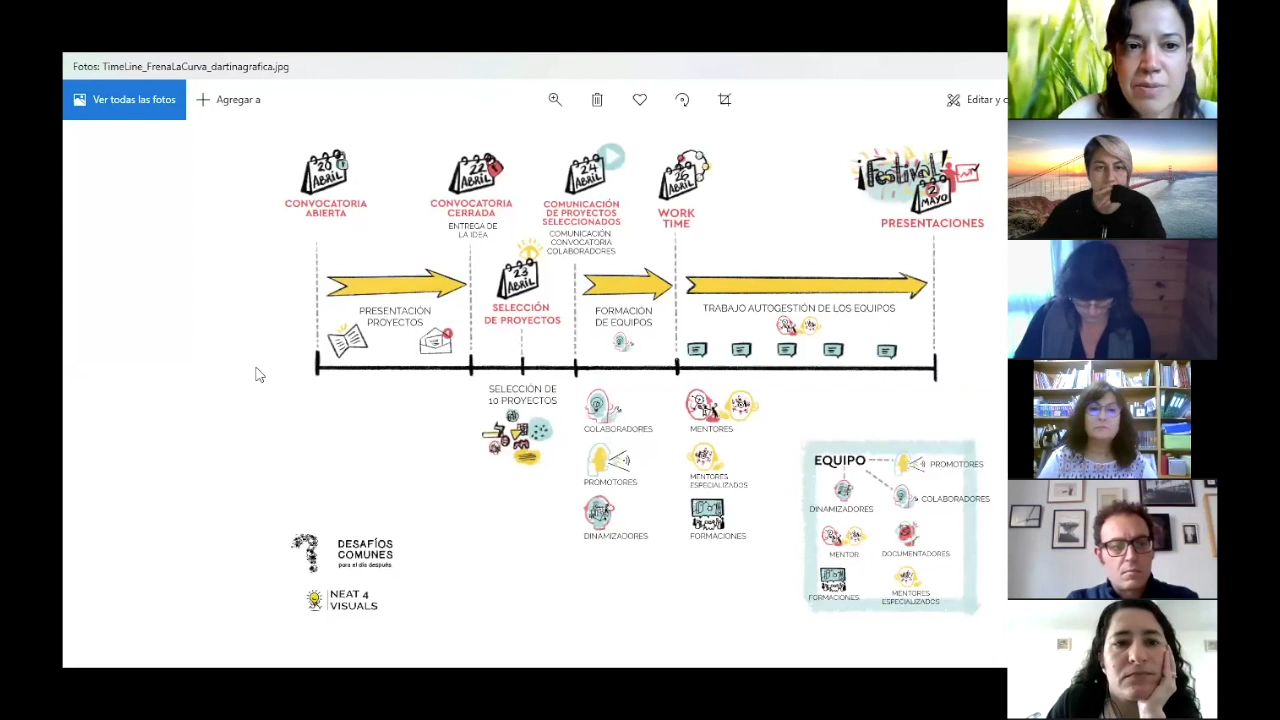 Fotos: TimeLine_FrenaLaCurva_dartinagrafica.jpg
Ver todas las fotos
Agregar a
Editar y c
20 ABRIL
CONVOCATORIA
ABIERTA
22 ABRIL
CONVOCATORIA
CERRADA
ENTREGA DE
LA IDEA
24 ABRIL
COMUNICACIÓN
DE PROYECTOS
SELECCIONADOS
COMUNICACIÓN
CONVOCATORIA
COLABORADORES
26 ABRIL
WORK
TIME
¡Festival!
2 MAYO
PRESENTACIONES
23 ABRIL
SELECCIÓN
DE PROYECTOS
PRESENTACIÓN
PROYECTOS
FORMACIÓN
DE EQUIPOS
TRABAJO AUTOGESTIÓN DE LOS EQUIPOS
SELECCIÓN DE
10 PROYECTOS
COLABORADORES
PROMOTORES
DINAMIZADORES
MENTORES
MENTORES
ESPECIALIZADOS
FORMACIONES
EQUIPO
PROMOTORES
COLABORADORES
DINAMIZADORES
MENTOR
DOCUMENTADORES
FORMACIONES
MENTORES
ESPECIALIZADOS
DESAFÍOS
COMUNES
para el día después
NEAT 4
VISUALS